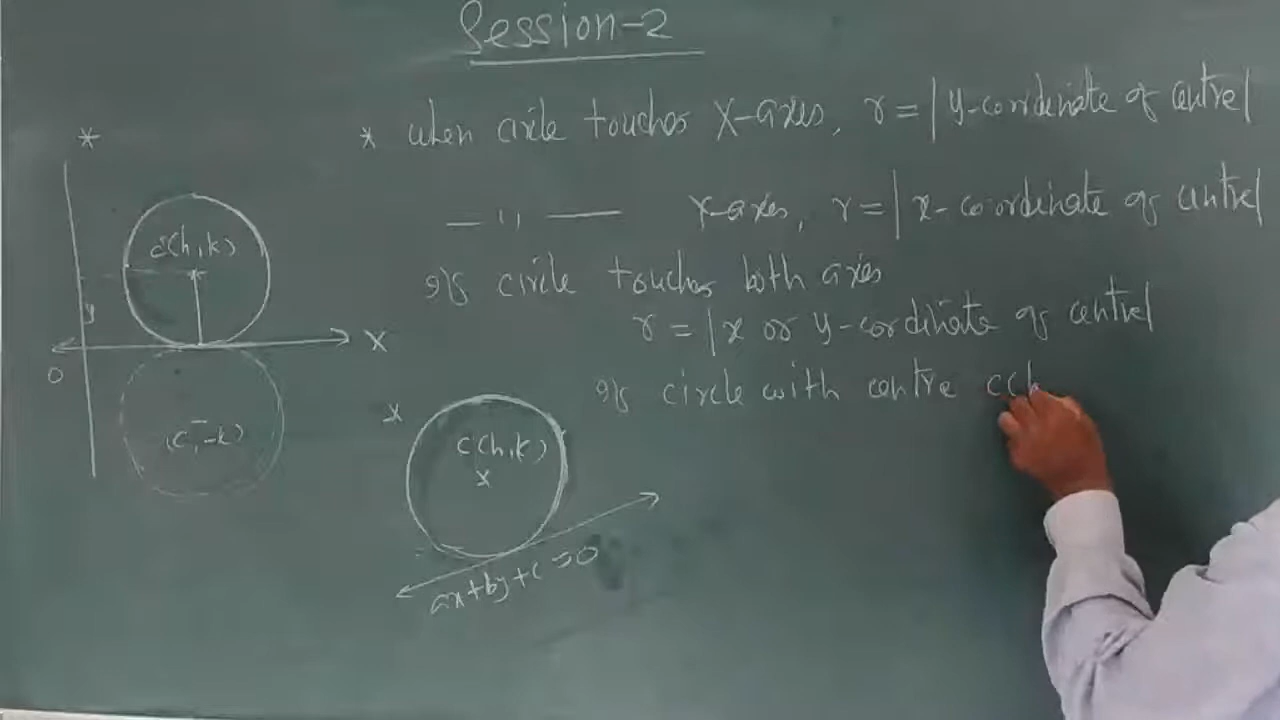 Session-2
* when circle touches X-axes, r = | y-coordinate of centre|
— " — y-axes, r = | x-coordinate of centre|
If circle touches both axis
r = | x or y-coordinate of centre|
If circle with centre C(h
*
C(h,k)
y
X
O
(C,-k)
*
C(h,k)
x
ax+by+c=0